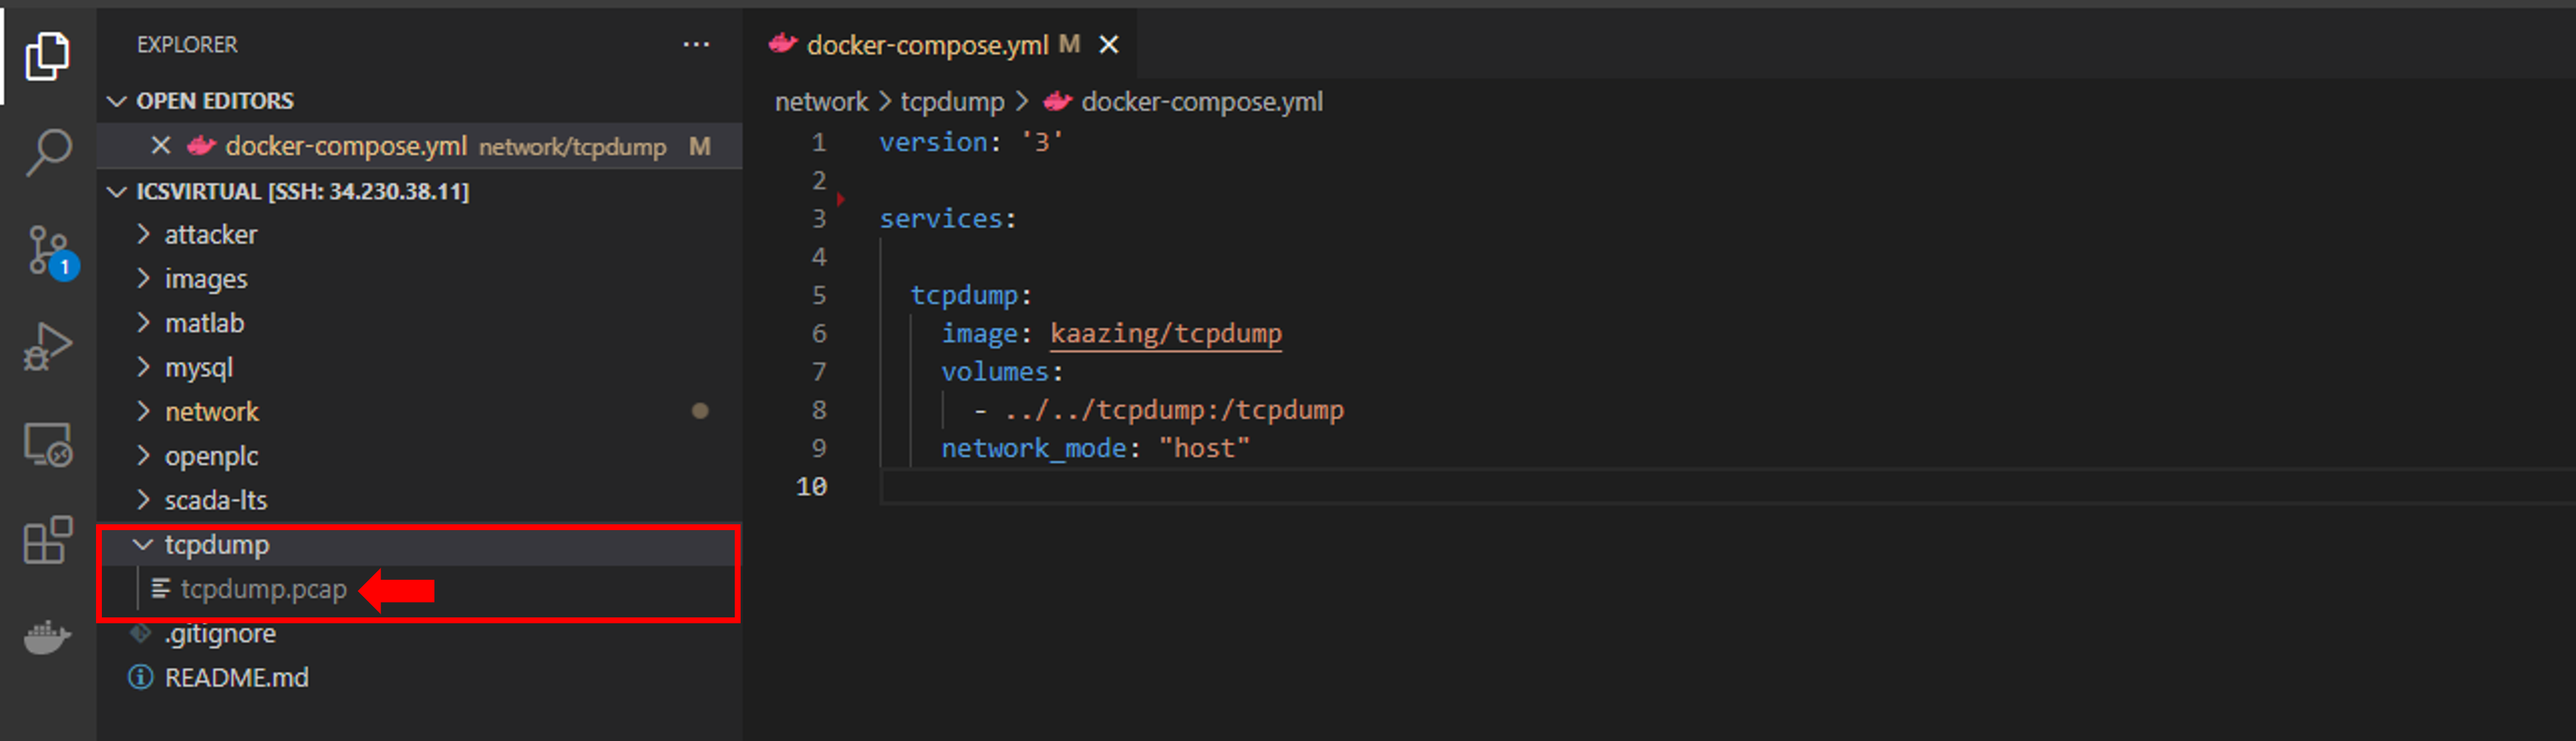 EXPLORER
OPEN EDITORS
docker-compose.yml network/tcpdump M
ICSVIRTUAL [SSH: 34.230.38.11]
attacker
images
matlab
mysql
network
openplc
scada-lts
tcpdump
tcpdump.pcap
.gitignore
README.md
1
docker-compose.yml M
network > tcpdump > docker-compose.yml
1 version: '3'
2
3 services:
4
5 tcpdump:
6 image: kaazing/tcpdump
7 volumes:
8 - ../../tcpdump:/tcpdump
9 network_mode: "host"
10